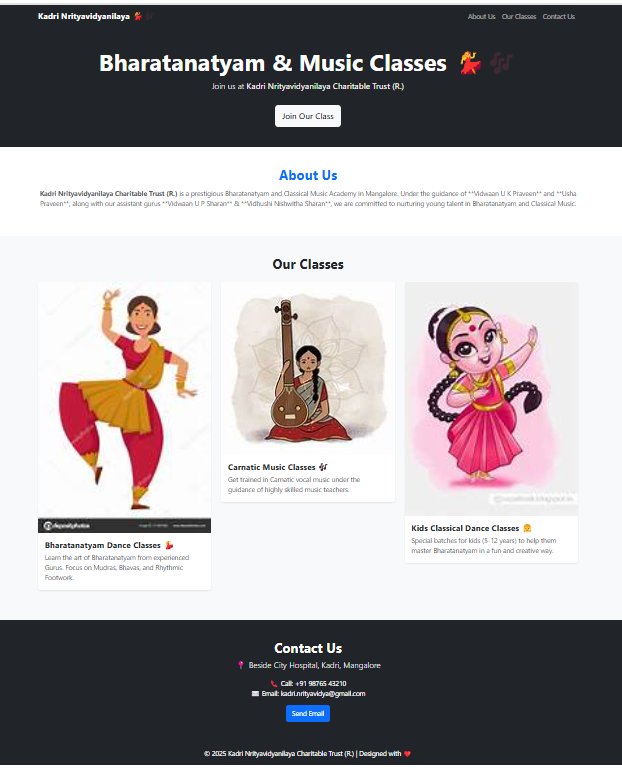 Kadri Nrityavidyanilaya 💃🎶
About Us Our Classes Contact Us
Bharatanatyam & Music Classes 💃🎶
Join us at Kadri Nrityavidyanilaya Charitable Trust (R.)
Join Our Class
About Us
Kadri Nrityavidyanilaya Charitable Trust (R.) is a prestigious Bharatanatyam and Classical Music Academy in Mangalore. Under the guidance of **Vidwaan U K Praveen** and **Usha
Praveen**, along with our assistant gurus **Vidwaan U P Sharan** & **Vidhushi Nishwitha Sharan**, we are committed to nurturing young talent in Bharatanatyam and Classical Music.
Our Classes
depositphotos
Bharatanatyam Dance Classes 💃
Learn the art of Bharatanatyam from experienced
Gurus. Focus on Mudras, Bhavas, and Rhythmic
Footwork.
Carnatic Music Classes 🎶
Get trained in Carnatic vocal music under the
guidance of highly skilled music teachers.
Kids Classical Dance Classes 👧
Special batches for kids (5-12 years) to help them
master Bharatanatyam in a fun and creative way.
Contact Us
📍 Beside City Hospital, Kadri, Mangalore
📞 Call: +91 98765 43210
📧 Email: kadri.nrityavidya@gmail.com
Send Email
© 2025 Kadri Nrityavidyanilaya Charitable Trust (R.) | Designed with ❤️